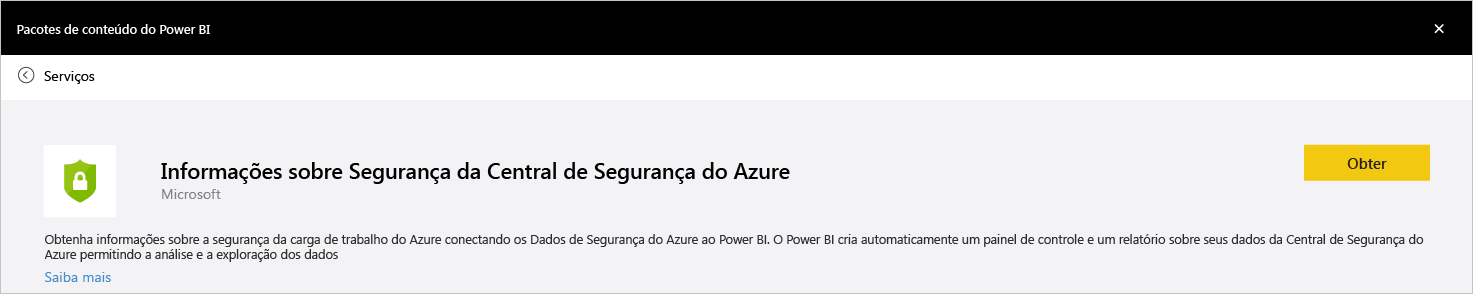 Pacotes de conteúdo do Power BI
Serviços
Informações sobre Segurança da Central de Segurança do Azure
Obter
Microsoft
Obtenha informações sobre a segurança da carga de trabalho do Azure conectando os Dados de Segurança do Azure ao Power BI. O Power BI cria automaticamente um painel de controle e um relatório sobre seus dados da Central de Segurança do
Azure permitindo a análise e a exploração dos dados
Saiba mais